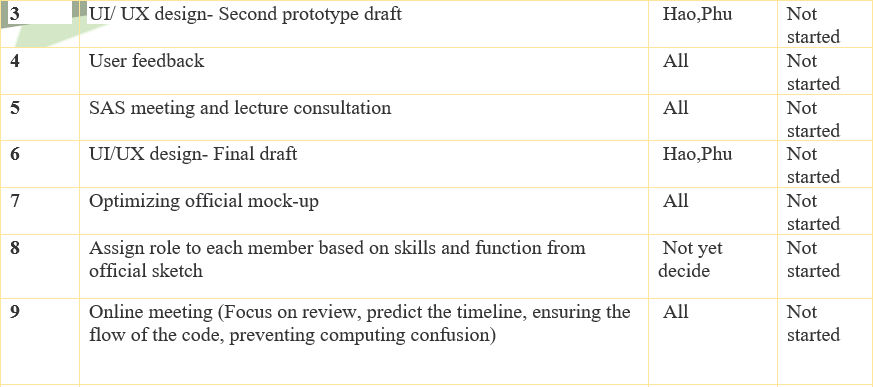 3 UI/ UX design- Second prototype draft Hao,Phu Not
started
4 User feedback All Not
started
5 SAS meeting and lecture consultation All Not
started
6 UI/UX design- Final draft Hao,Phu Not
started
7 Optimizing official mock-up All Not
started
8 Assign role to each member based on skills and function from Not yet Not
official sketch decide started
9 Online meeting (Focus on review, predict the timeline, ensuring the All Not
flow of the code, preventing computing confusion) started